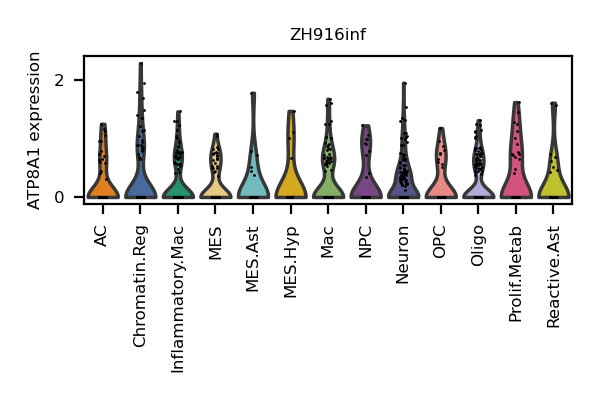 ZH916inf
ATP8A1 expression
2
0
AC
Chromatin.Reg
Inflammatory.Mac
MES
MES.Ast
MES.Hyp
Mac
NPC
Neuron
OPC
Oligo
Prolif.Metab
Reactive.Ast